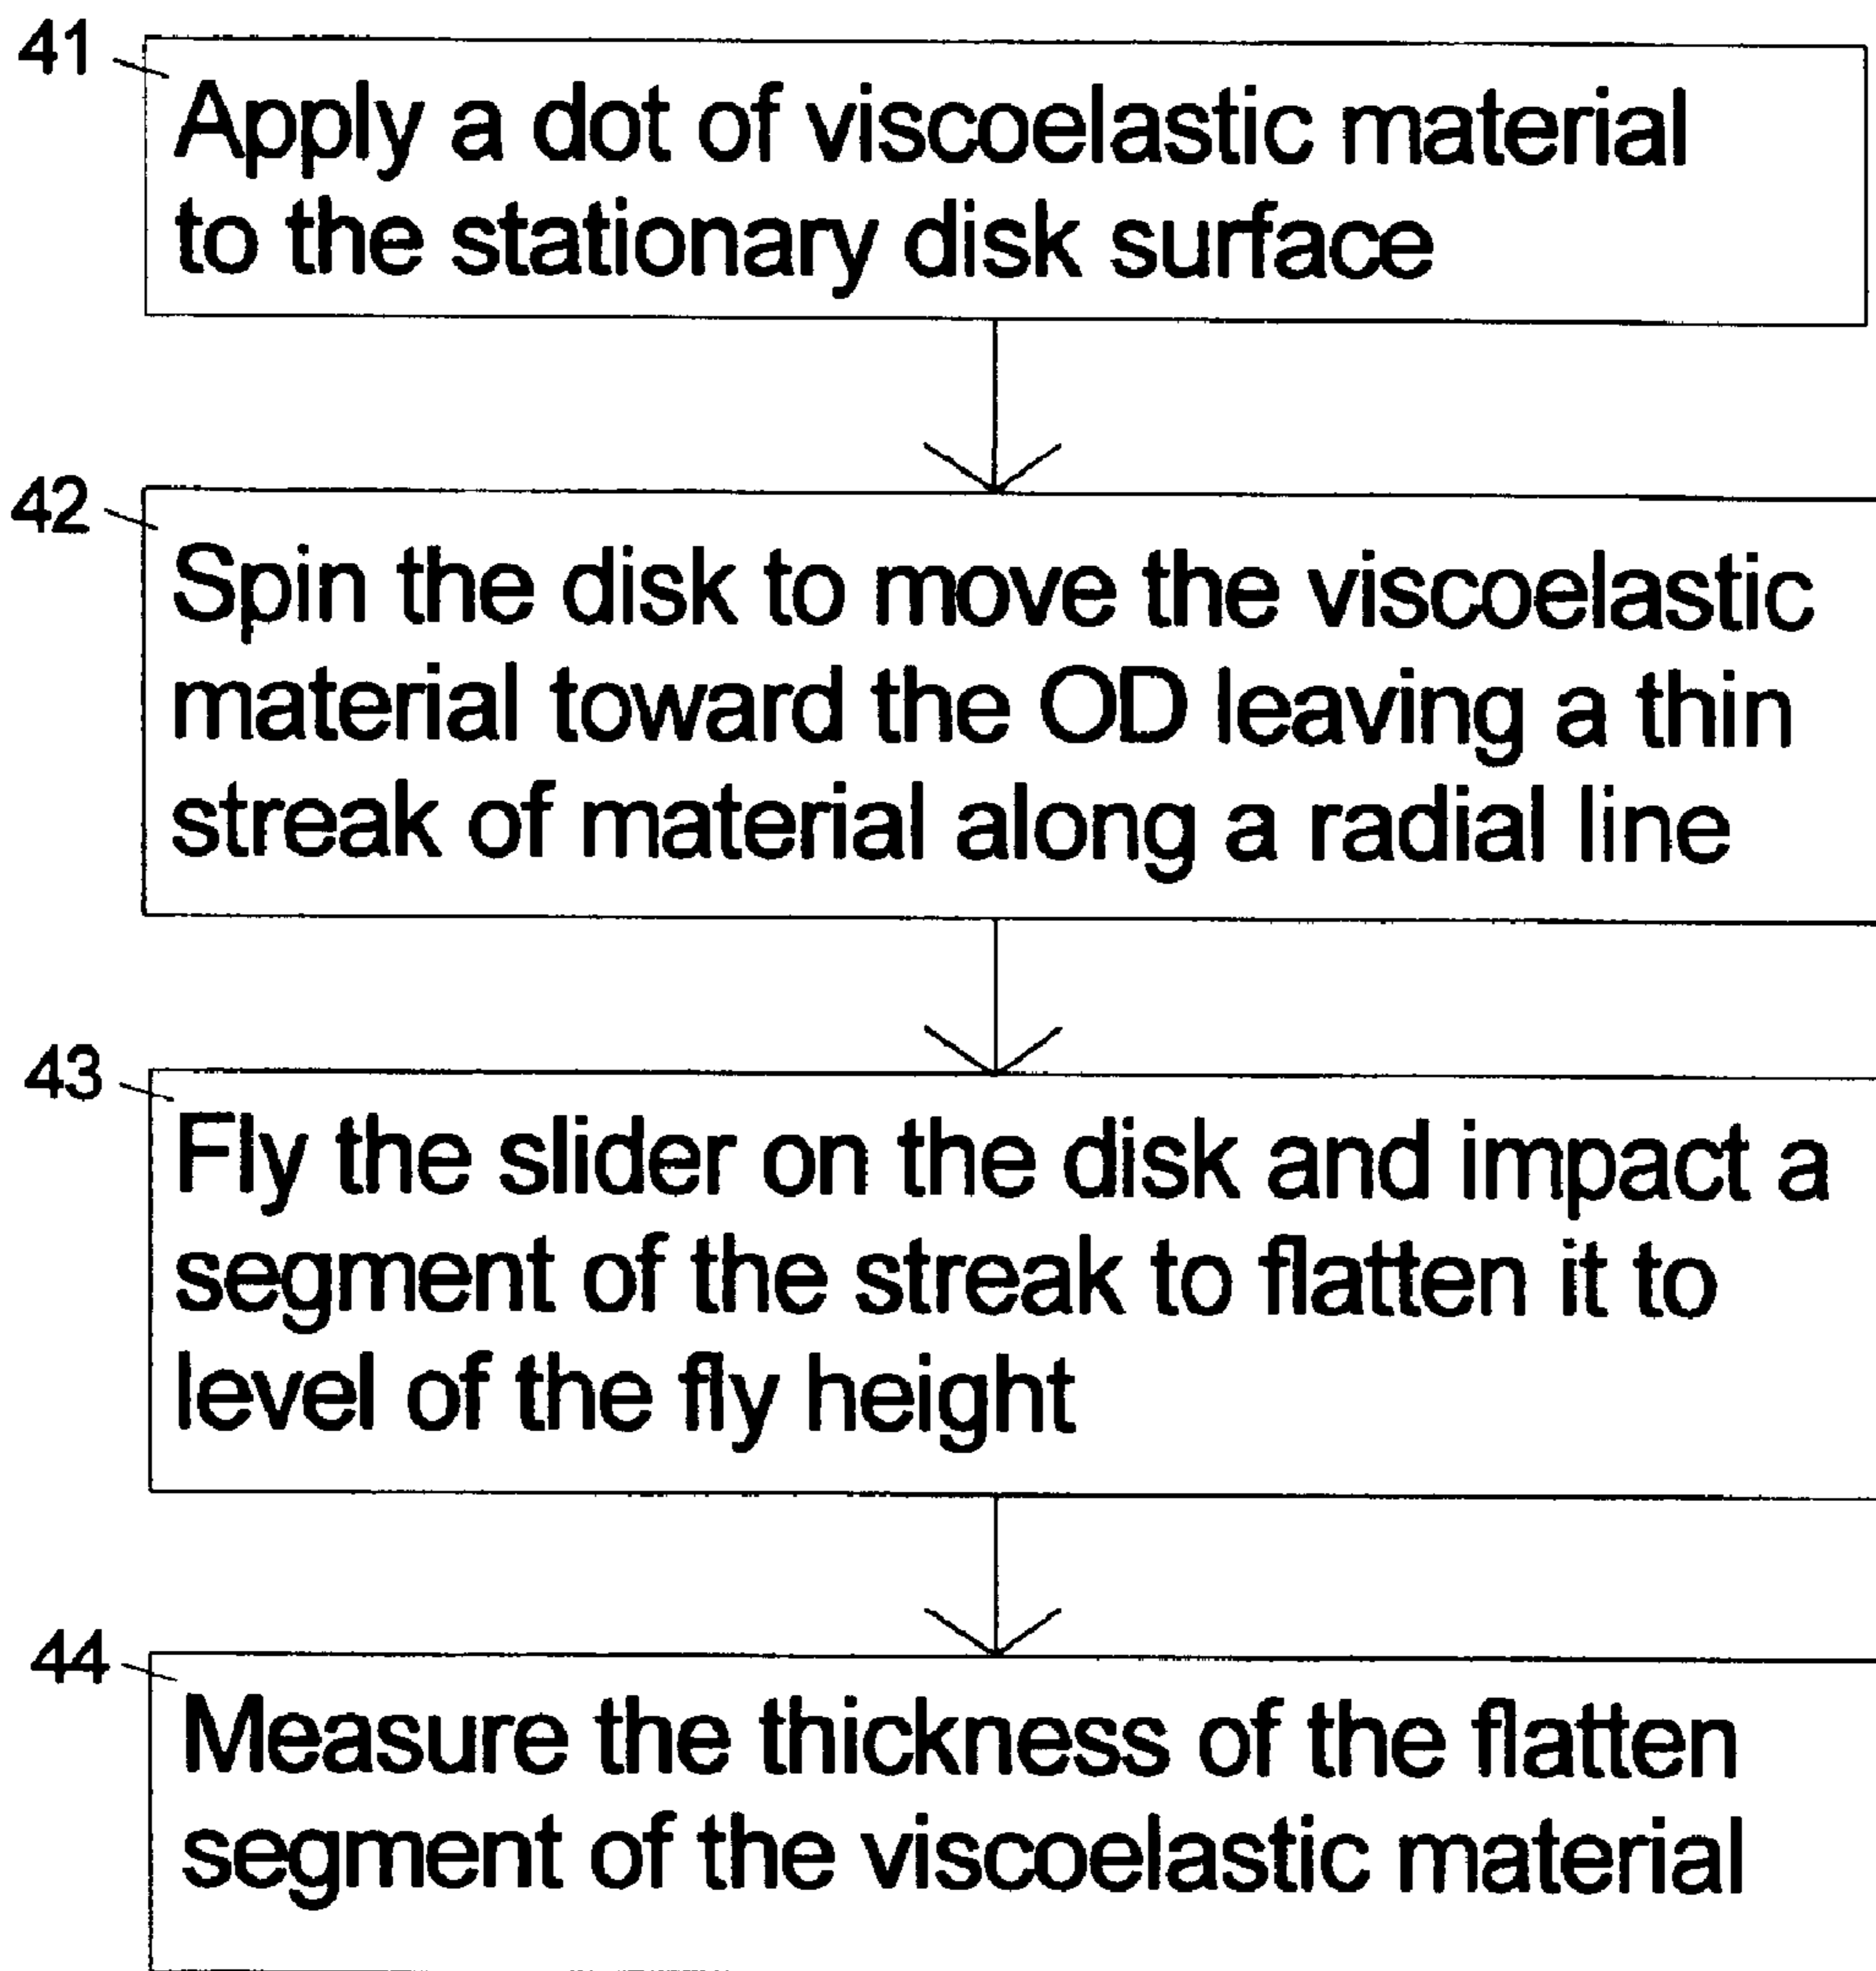 41
Apply a dot of viscoelastic material
to the stationary disk surface
42
Spin the disk to move the viscoelastic
material toward the OD leaving a thin
streak of material along a radial line
43
Fly the slider on the disk and impact a
segment of the streak to flatten it to
level of the fly height
44
Measure the thickness of the flatten
segment of the viscoelastic material